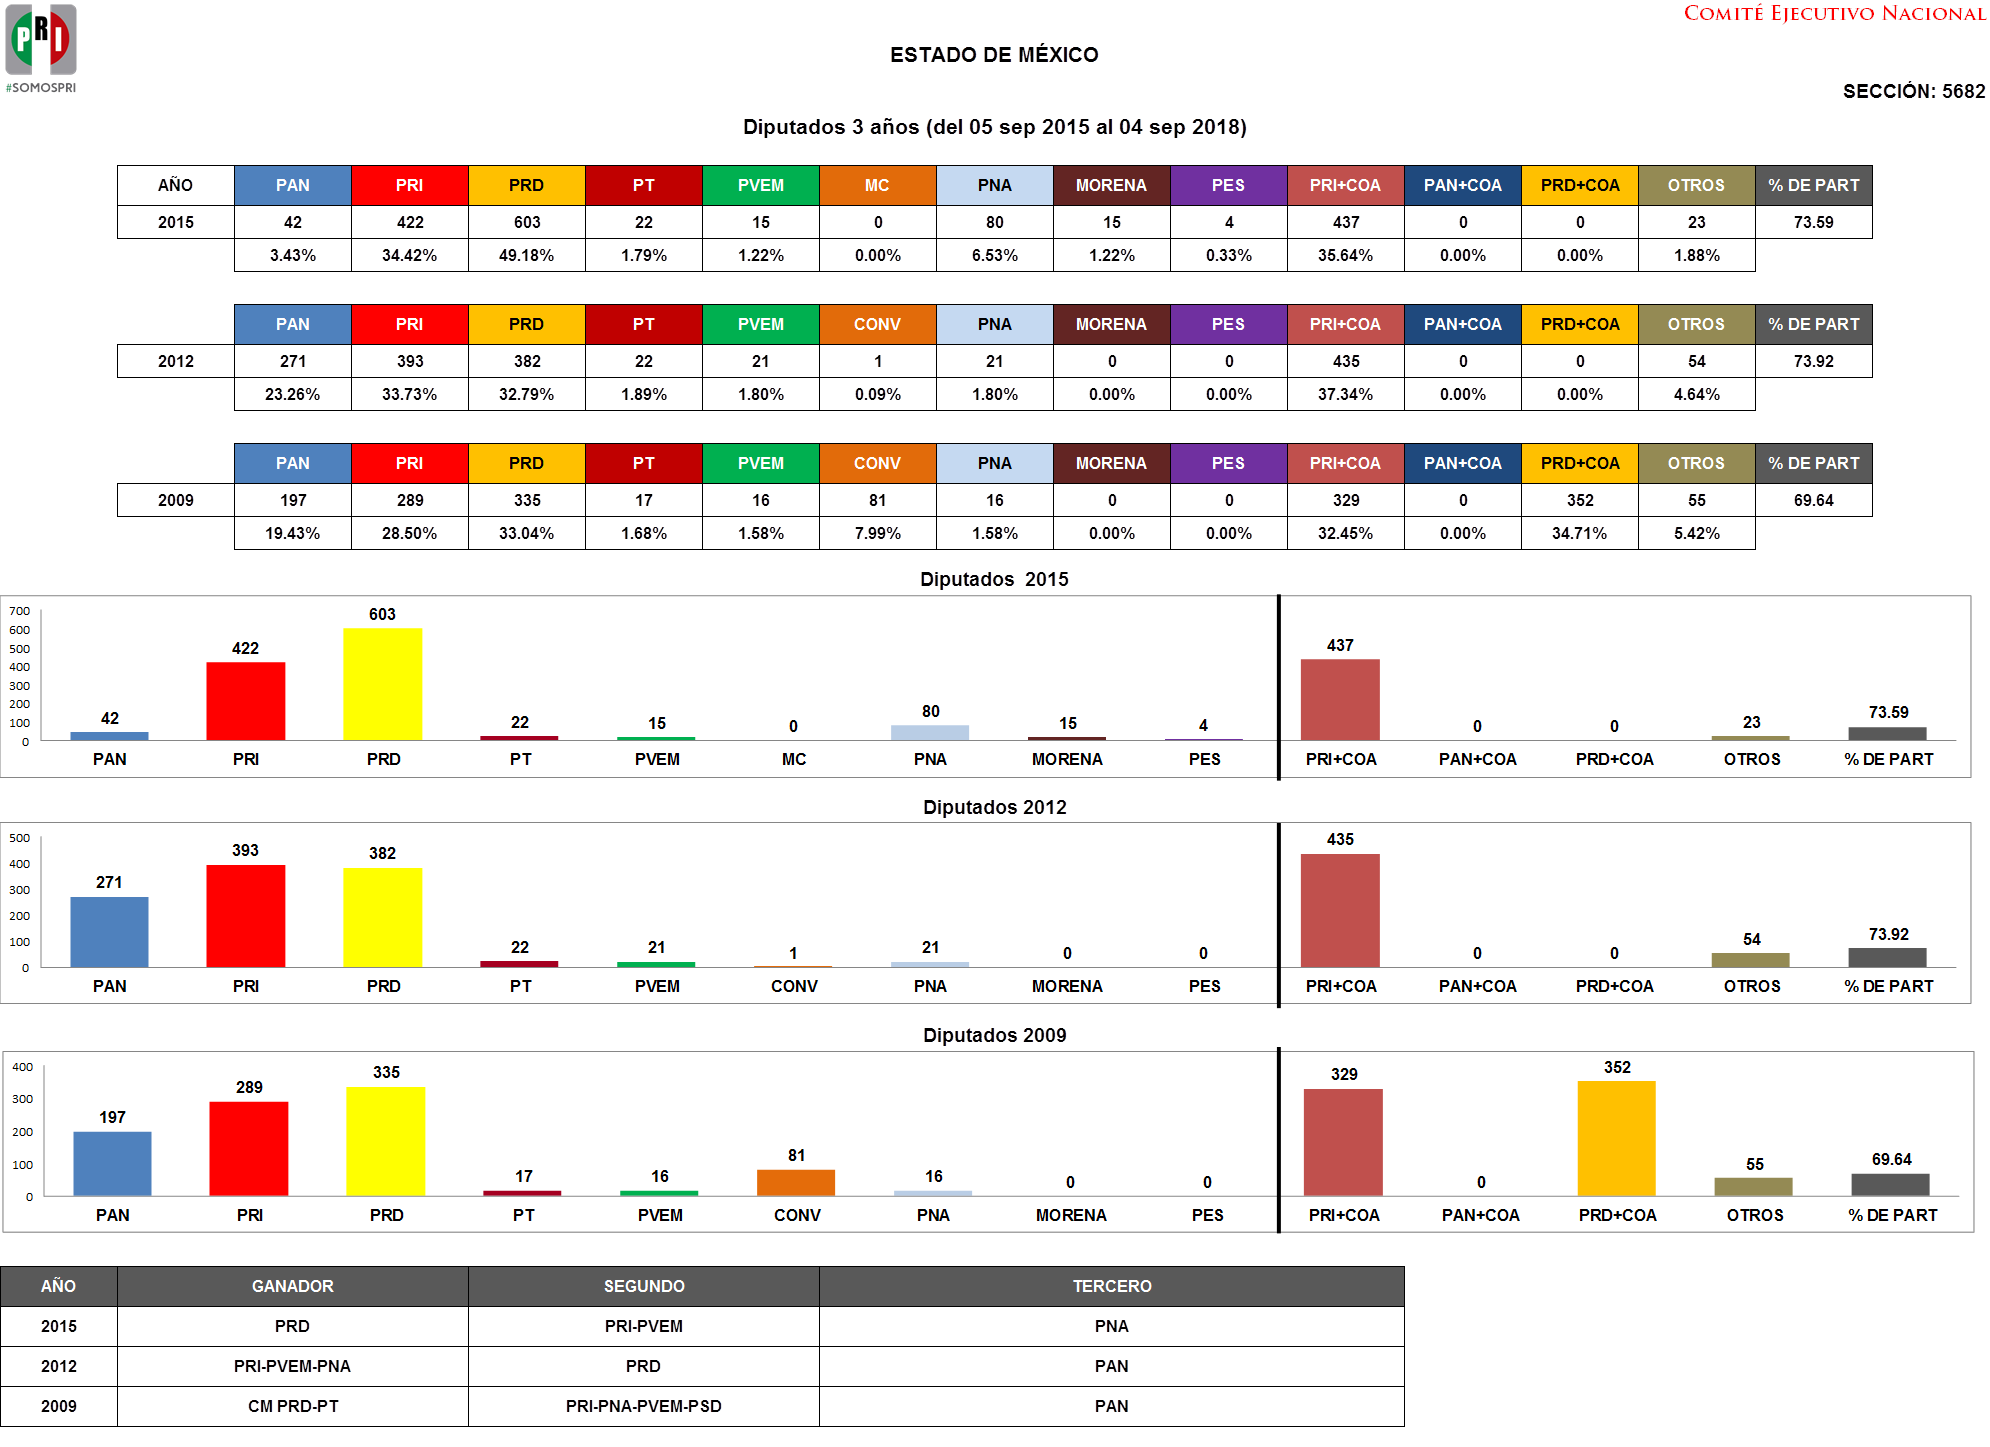 PRI
#SOMOSPRI
COMITÉ EJECUTIVO NACIONAL
ESTADO DE MÉXICO
SECCIÓN: 5682
Diputados 3 años (del 05 sep 2015 al 04 sep 2018)
AÑO PAN PRI PRD PT PVEM MC PNA MORENA PES PRI+COA PAN+COA PRD+COA OTROS % DE PART
2015 42 422 603 22 15 0 80 15 4 437 0 0 23 73.59
3.43% 34.42% 49.18% 1.79% 1.22% 0.00% 6.53% 1.22% 0.33% 35.64% 0.00% 0.00% 1.88%
PAN PRI PRD PT PVEM CONV PNA MORENA PES PRI+COA PAN+COA PRD+COA OTROS % DE PART
2012 271 393 382 22 21 1 21 0 0 435 0 0 54 73.92
23.26% 33.73% 32.79% 1.89% 1.80% 0.09% 1.80% 0.00% 0.00% 37.34% 0.00% 0.00% 4.64%
PAN PRI PRD PT PVEM CONV PNA MORENA PES PRI+COA PAN+COA PRD+COA OTROS % DE PART
2009 197 289 335 17 16 81 16 0 0 329 0 352 55 69.64
19.43% 28.50% 33.04% 1.68% 1.58% 7.99% 1.58% 0.00% 0.00% 32.45% 0.00% 34.71% 5.42%
Diputados 2015
700
600
500
400
300
200
100
0
42 422 603 22 15 0 80 15 4 437 0 0 23 73.59
PAN PRI PRD PT PVEM MC PNA MORENA PES PRI+COA PAN+COA PRD+COA OTROS % DE PART
Diputados 2012
500
400
300
200
100
0
271 393 382 22 21 1 21 0 0 435 0 0 54 73.92
PAN PRI PRD PT PVEM CONV PNA MORENA PES PRI+COA PAN+COA PRD+COA OTROS % DE PART
Diputados 2009
400
300
200
100
0
197 289 335 17 16 81 16 0 0 329 0 352 55 69.64
PAN PRI PRD PT PVEM CONV PNA MORENA PES PRI+COA PAN+COA PRD+COA OTROS % DE PART
AÑO GANADOR SEGUNDO TERCERO
2015 PRD PRI-PVEM PNA
2012 PRI-PVEM-PNA PRD PAN
2009 CM PRD-PT PRI-PNA-PVEM-PSD PAN